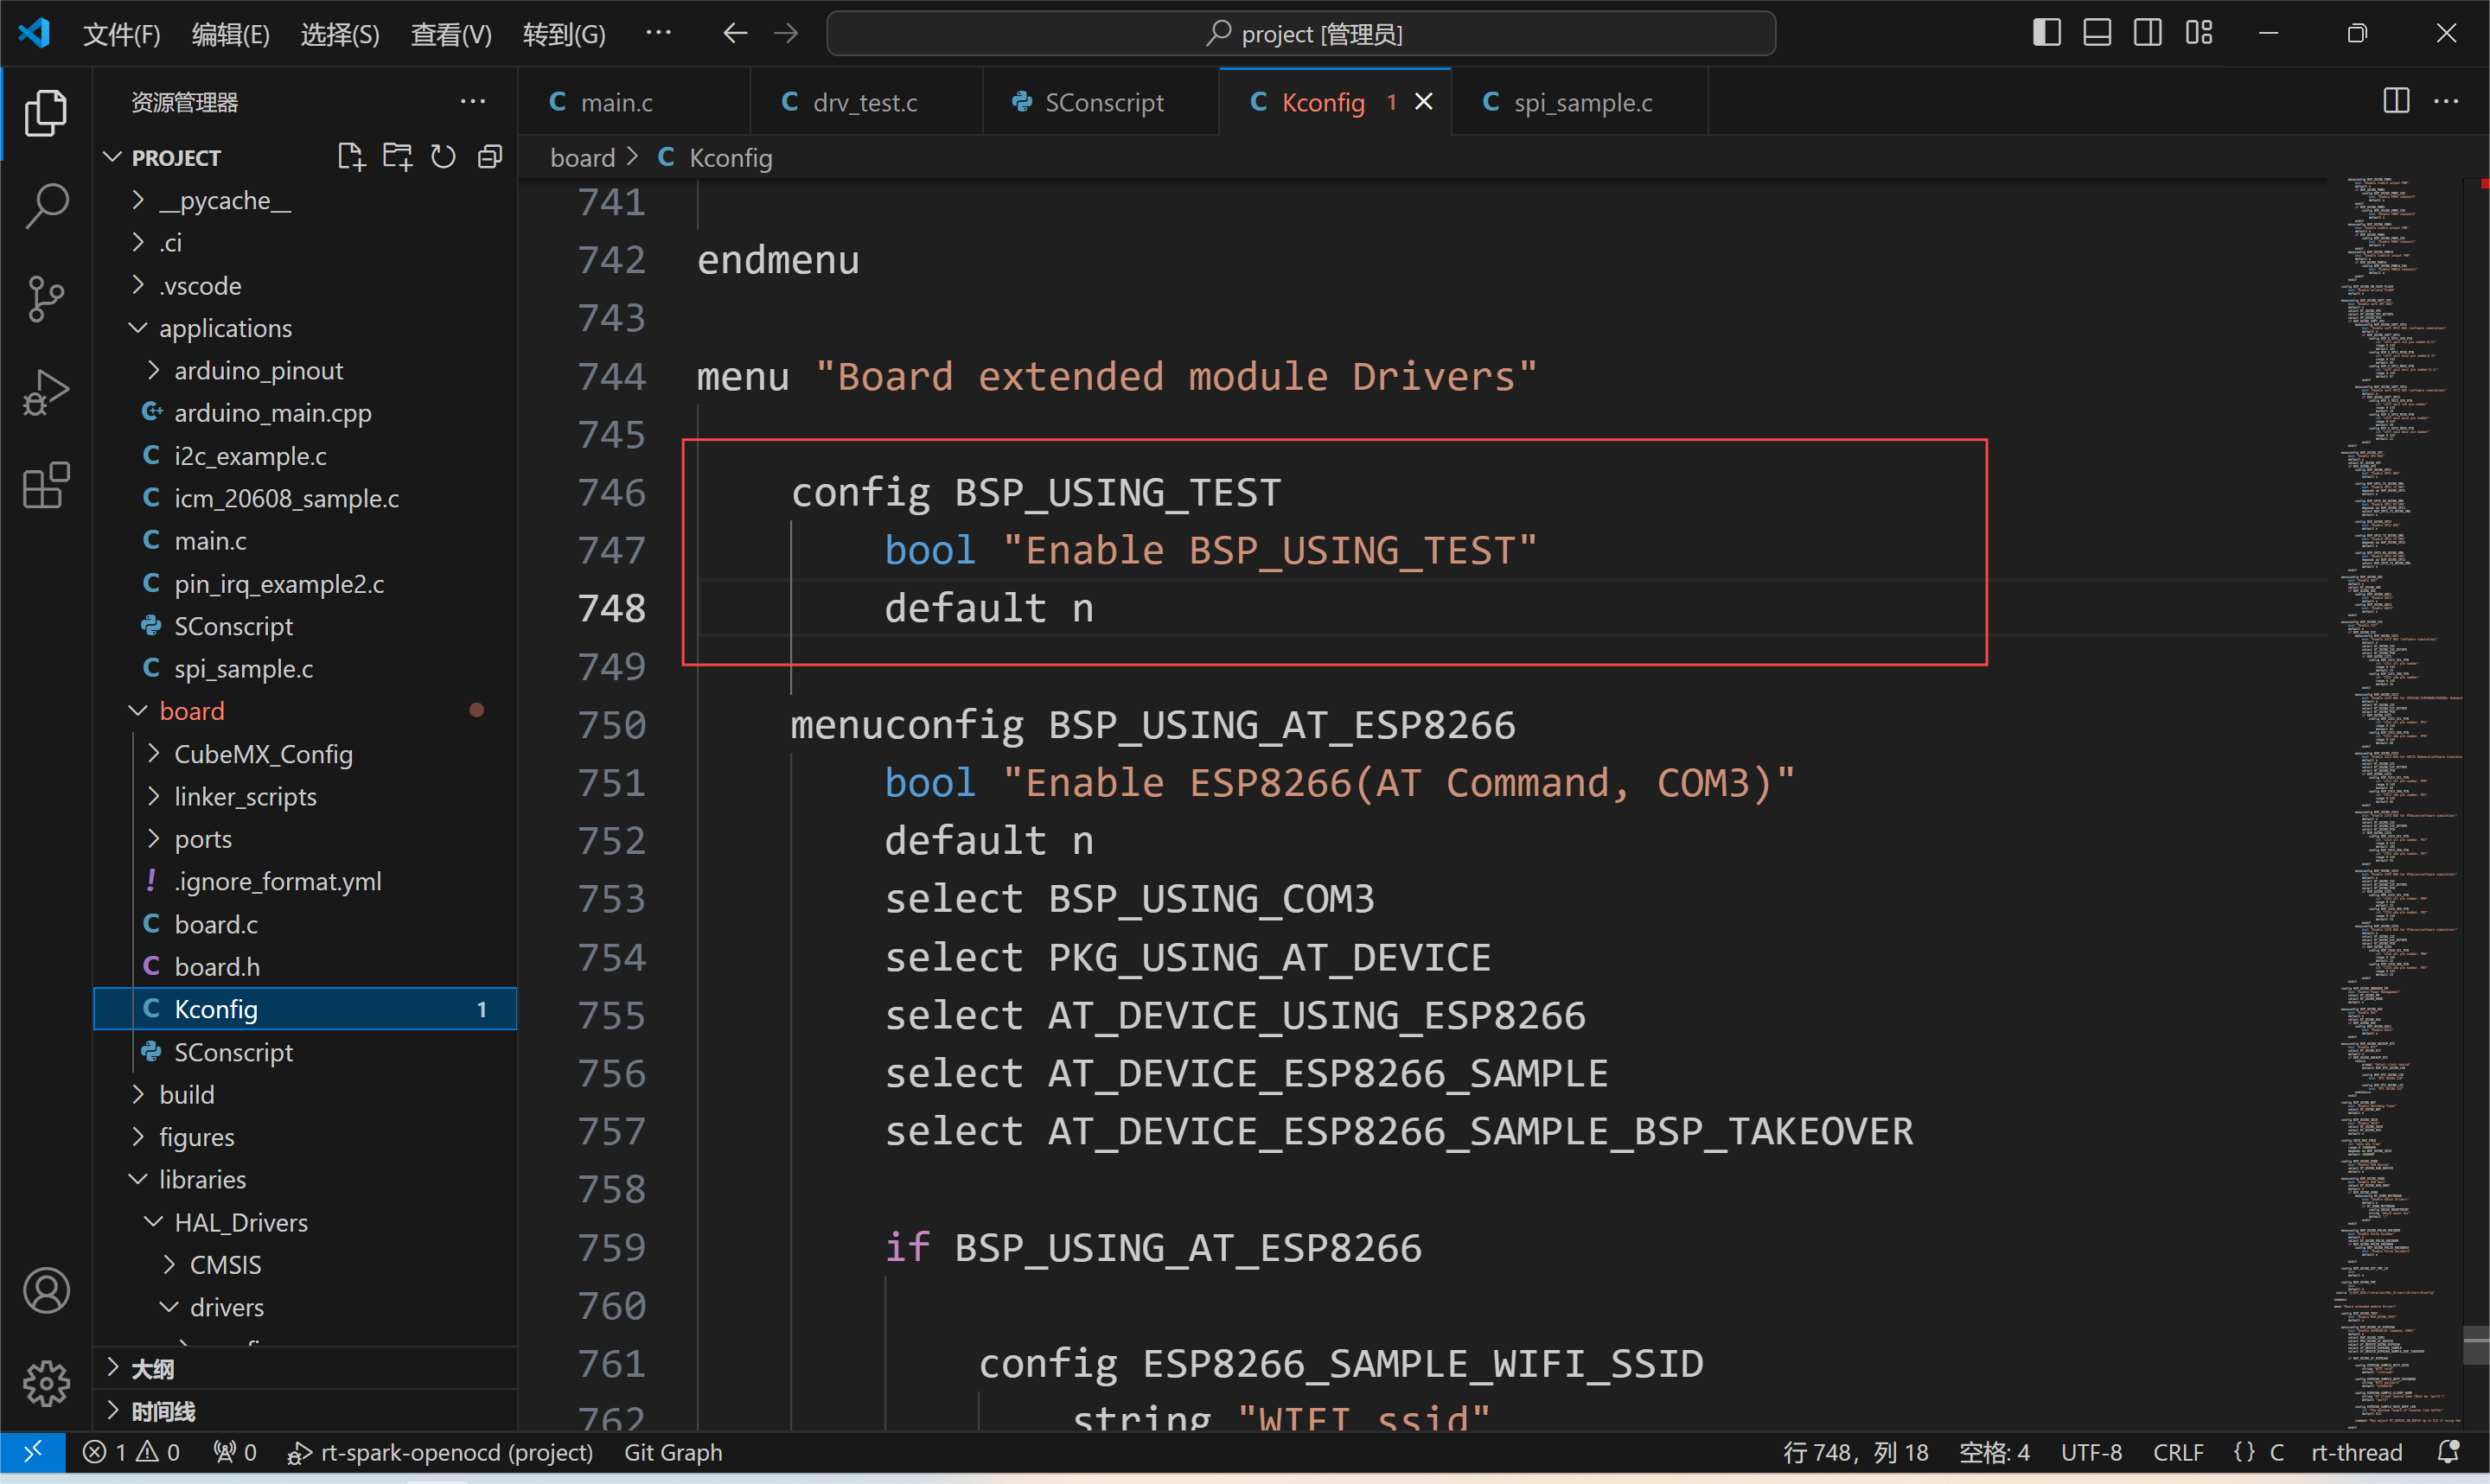 文件(F) 编辑(E) 选择(S) 查看(V) 转到(G) ··· project [管理员]
资源管理器 ···
main.c drv_test.c SConscript Kconfig 1 spi_sample.c ···
PROJECT
board > Kconfig
__pycache__
.ci
.vscode
applications
arduino_pinout
arduino_main.cpp
i2c_example.c
icm_20608_sample.c
main.c
pin_irq_example2.c
SConscript
spi_sample.c
board
CubeMX_Config
linker_scripts
ports
.ignore_format.yml
board.c
board.h
Kconfig 1
SConscript
build
figures
libraries
HAL_Drivers
CMSIS
drivers
大纲
时间线
741
742 endmenu
743
744 menu "Board extended module Drivers"
745
746 config BSP_USING_TEST
747 bool "Enable BSP_USING_TEST"
748 default n
749
750 menuconfig BSP_USING_AT_ESP8266
751 bool "Enable ESP8266(AT Command, COM3)"
752 default n
753 select BSP_USING_COM3
754 select PKG_USING_AT_DEVICE
755 select AT_DEVICE_USING_ESP8266
756 select AT_DEVICE_ESP8266_SAMPLE
757 select AT_DEVICE_ESP8266_SAMPLE_BSP_TAKEOVER
758
759 if BSP_USING_AT_ESP8266
760
761 config ESP8266_SAMPLE_WIFI_SSID
762 string "WIFI ssid"
1 0 0 rt-spark-openocd (project) Git Graph 行 748，列 18 空格: 4 UTF-8 CRLF {} C rt-thread